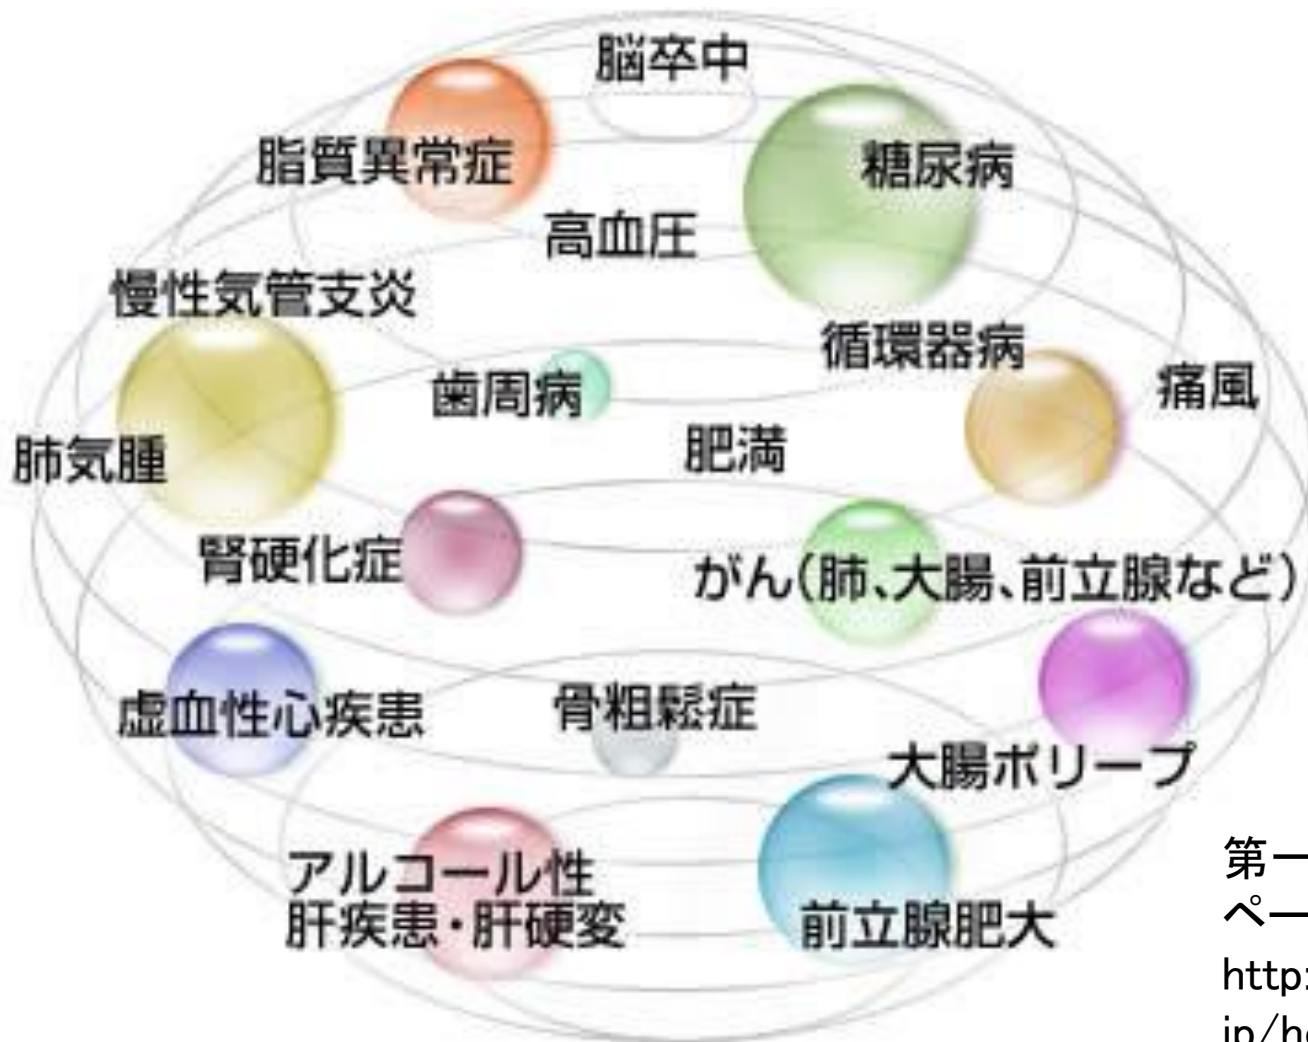 脳卒中
脂質異常症
糖尿病
高血圧
慢性気管支炎
循環器病
歯周病
痛風
肥満
肺気腫
腎硬化症
がん(肺、大腸、前立腺など)
虚血性心疾患
骨粗鬆症
大腸ポリープ
アルコール性
肝疾患・肝硬変
前立腺肥大
第一
ペー
http:
jp/h